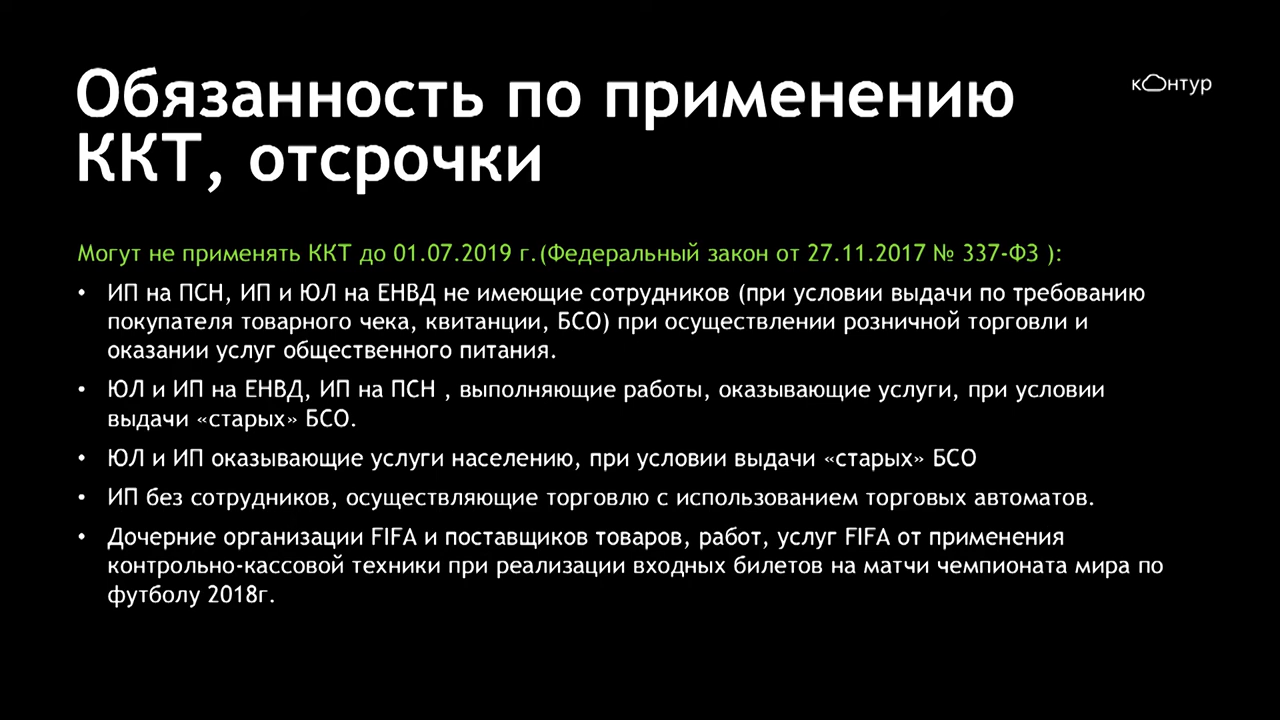 Обязанность по применению
ККТ, отсрочки
контур
Могут не применять ККТ до 01.07.2019 г.(Федеральный закон от 27.11.2017 № 337-ФЗ ):
• ИП на ПСН, ИП и ЮЛ на ЕНВД не имеющие сотрудников (при условии выдачи по требованию
покупателя товарного чека, квитанции, БСО) при осуществлении розничной торговли и
оказании услуг общественного питания.
• ЮЛ и ИП на ЕНВД, ИП на ПСН , выполняющие работы, оказывающие услуги, при условии
выдачи «старых» БСО.
• ЮЛ и ИП оказывающие услуги населению, при условии выдачи «старых» БСО
• ИП без сотрудников, осуществляющие торговлю с использованием торговых автоматов.
• Дочерние организации FIFA и поставщиков товаров, работ, услуг FIFA от применения
контрольно-кассовой техники при реализации входных билетов на матчи чемпионата мира по
футболу 2018г.